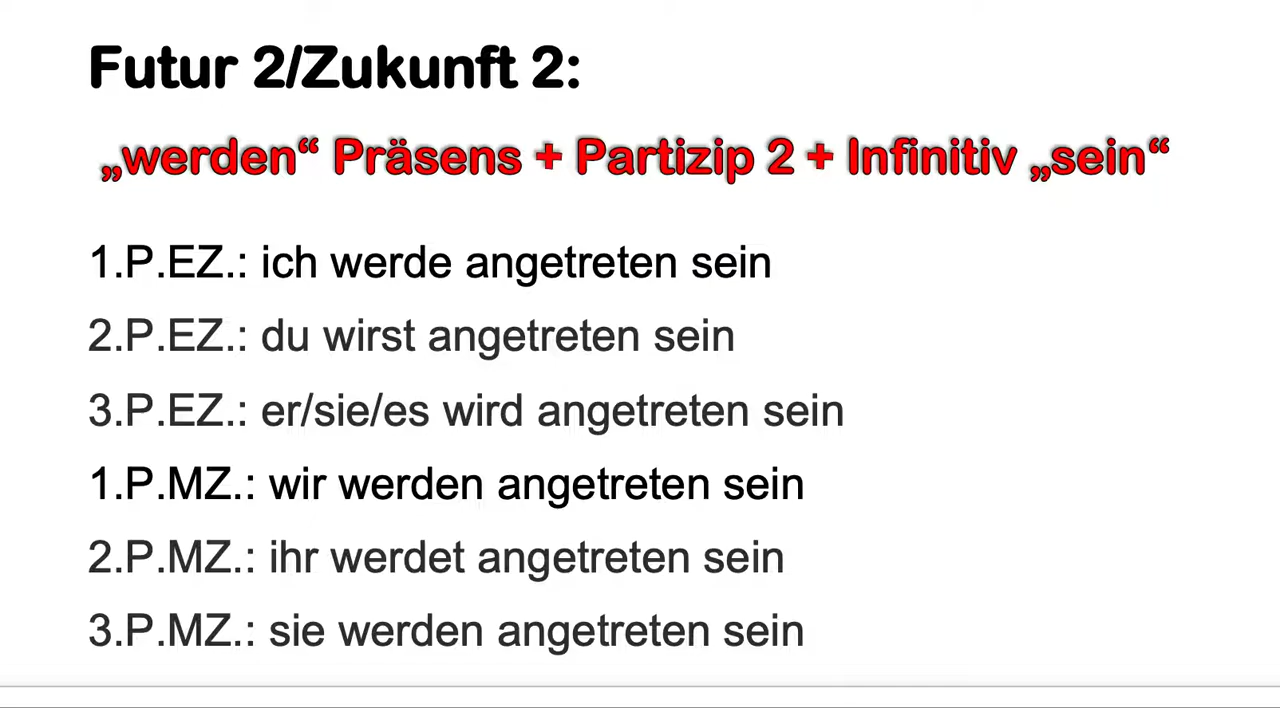 Futur 2/Zukunft 2:
„werden“ Präsens + Partizip 2 + Infinitiv „sein“
1.P.EZ.: ich werde angetreten sein
2.P.EZ.: du wirst angetreten sein
3.P.EZ.: er/sie/es wird angetreten sein
1.P.MZ.: wir werden angetreten sein
2.P.MZ.: ihr werdet angetreten sein
3.P.MZ.: sie werden angetreten sein